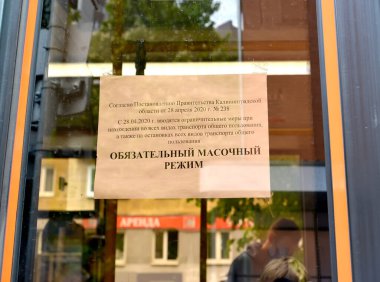 Согласно Постановлению Правительства Калининградской
области от 28 апреля 2020 г. № 238
С 28.04.2020 г. вводятся ограничительные меры при
нахождении во всех видах транспорта общего пользования,
а также на остановках всех видов транспорта общего
пользования
ОБЯЗАТЕЛЬНЫЙ МАСОЧНЫЙ
РЕЖИМ
АРЕНДА